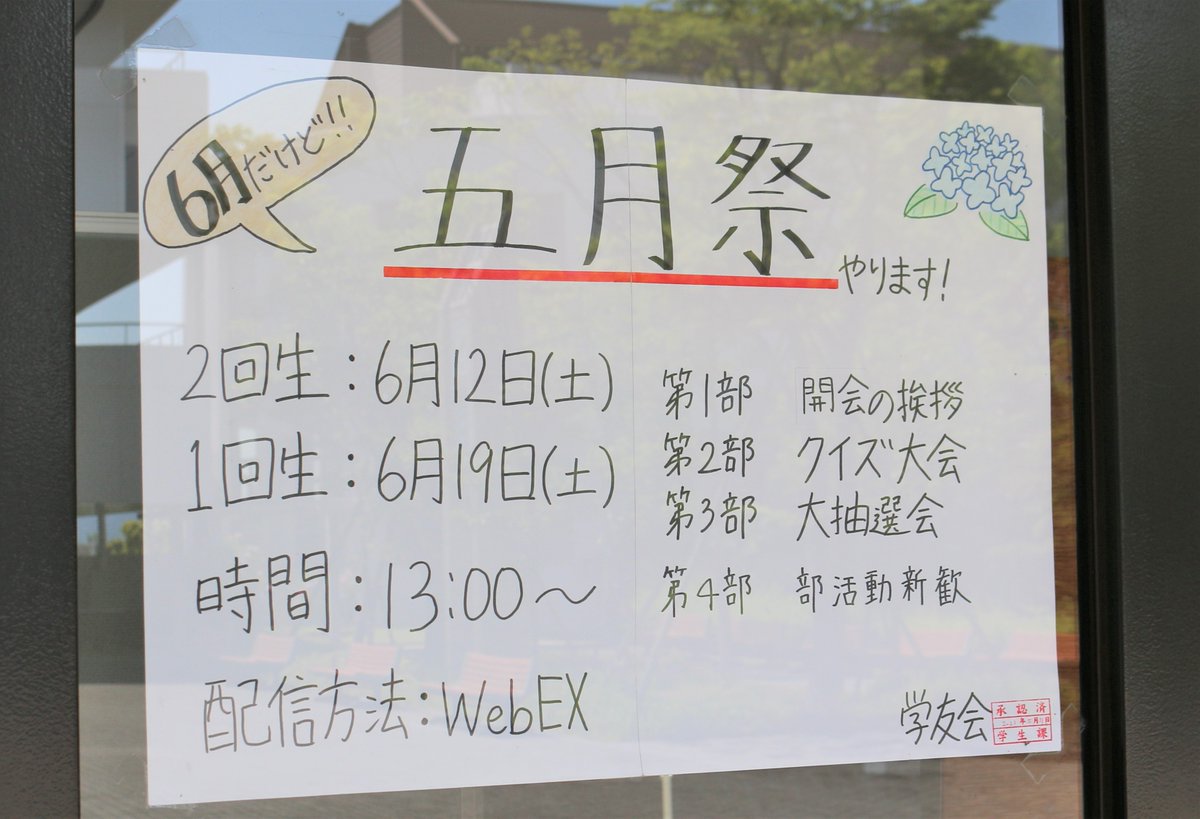 6月だけど!!
五月祭
やります!
2回生:6月12日(土)
1回生:6月19日(土)
時間:13:00～
配信方法:WebEX
第1部 開会の挨拶
第2部 クイズ大会
第3部 大抽選会
第4部 部活動新歓
学友会
承認済
学生課